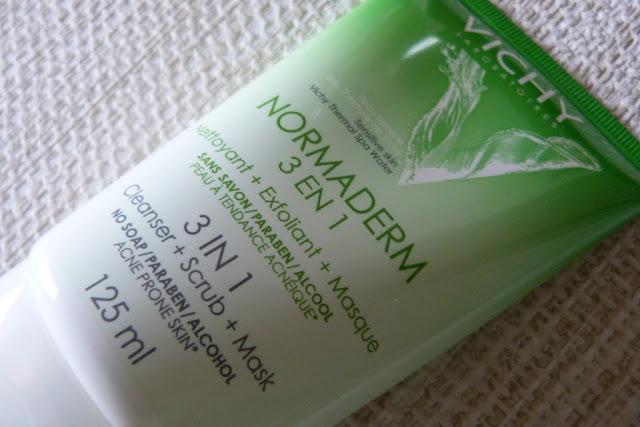 VICHY
LABORATOIRES
Sensitive skin
Vichy Thermal Spa Water
NORMADERM
3 EN 1
Nettoyant + Exfoliant + Masque
SANS SAVON/PARABEN/ALCOOL
PEAU À TENDANCE ACNÉIQUE*
3 IN 1
Cleanser + Scrub + Mask
NO SOAP/PARABEN/ALCOHOL
ACNE PRONE SKIN*
125 ml